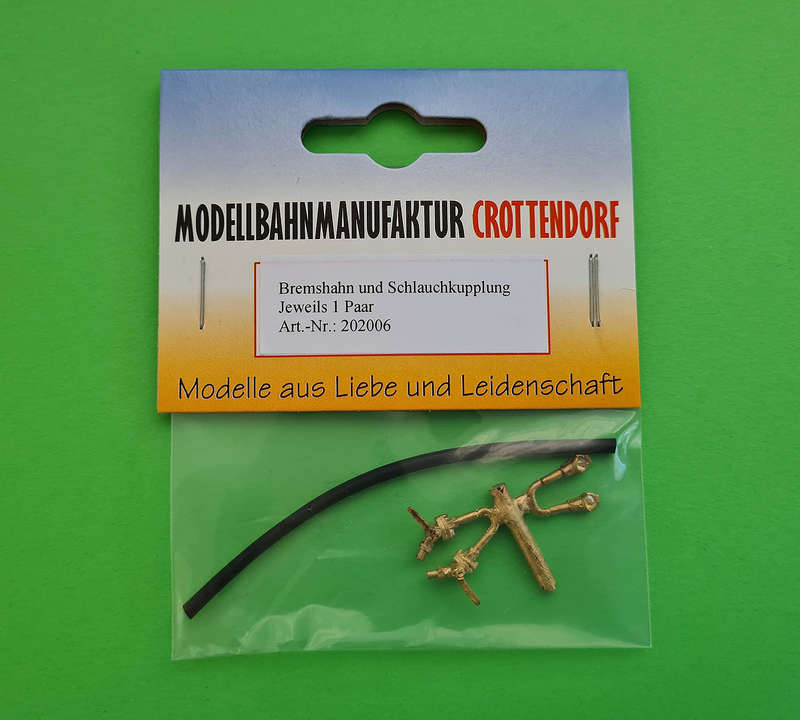 MODELLBAHNMANUFAKTUR CROTTENDORF
Bremshahn und Schlauchkupplung
Jeweils 1 Paar
Art.-Nr.: 202006
Modelle aus Liebe und Leidenschaft